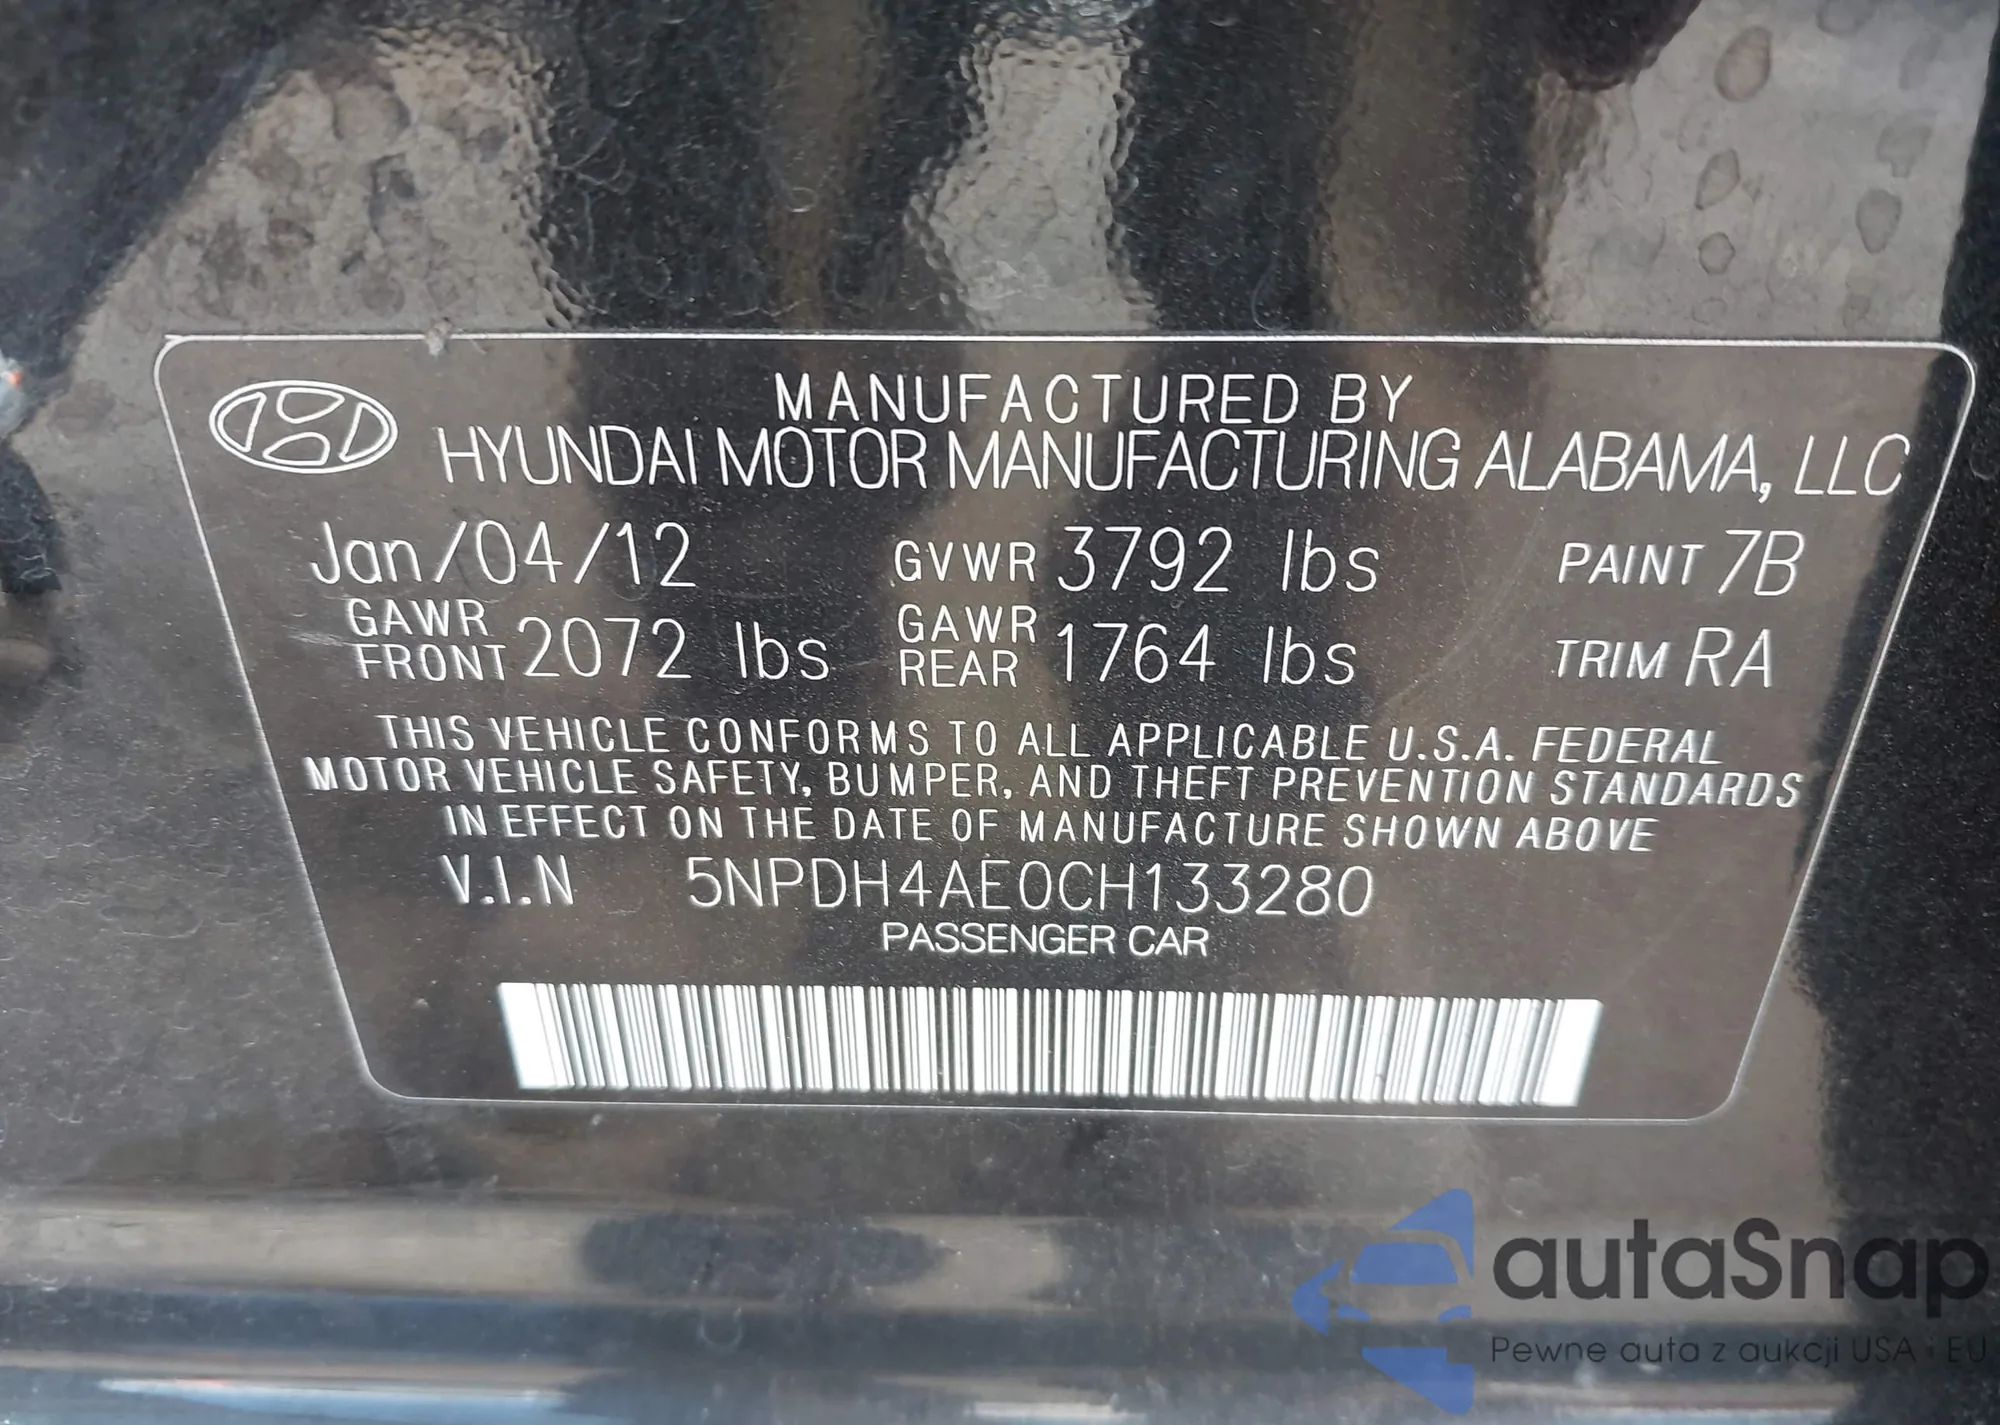 MANUFACTURED BY
HYUNDAI MOTOR MANUFACTURING ALABAMA, LLC
Jan/04/12 GVWR 3792 lbs PAINT 7B
GAWR FRONT 2072 lbs GAWR REAR 1764 lbs TRIM RA
THIS VEHICLE CONFORMS TO ALL APPLICABLE U.S.A. FEDERAL
MOTOR VEHICLE SAFETY, BUMPER, AND THEFT PREVENTION STANDARDS
IN EFFECT ON THE DATE OF MANUFACTURE SHOWN ABOVE
V.I.N 5NPDH4AE0CH133280
PASSENGER CAR
autaSnap
Pewne auta z aukcji USA i EU